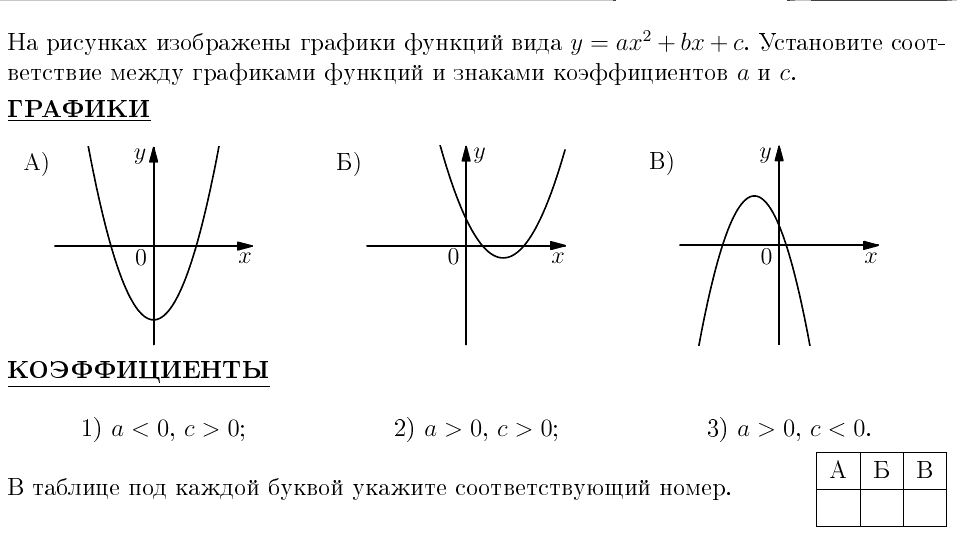 На рисунках изображены графики функций вида y = ax² + bx + c. Установите соот-
ветствие между графиками функций и знаками коэффициентов a и c.
ГРАФИКИ
А) y 0 x Б) y 0 x В) y 0 x
КОЭФФИЦИЕНТЫ
1) a < 0, c > 0; 2) a > 0, c > 0; 3) a > 0, c < 0.
А Б В
В таблице под каждой буквой укажите соответствующий номер.